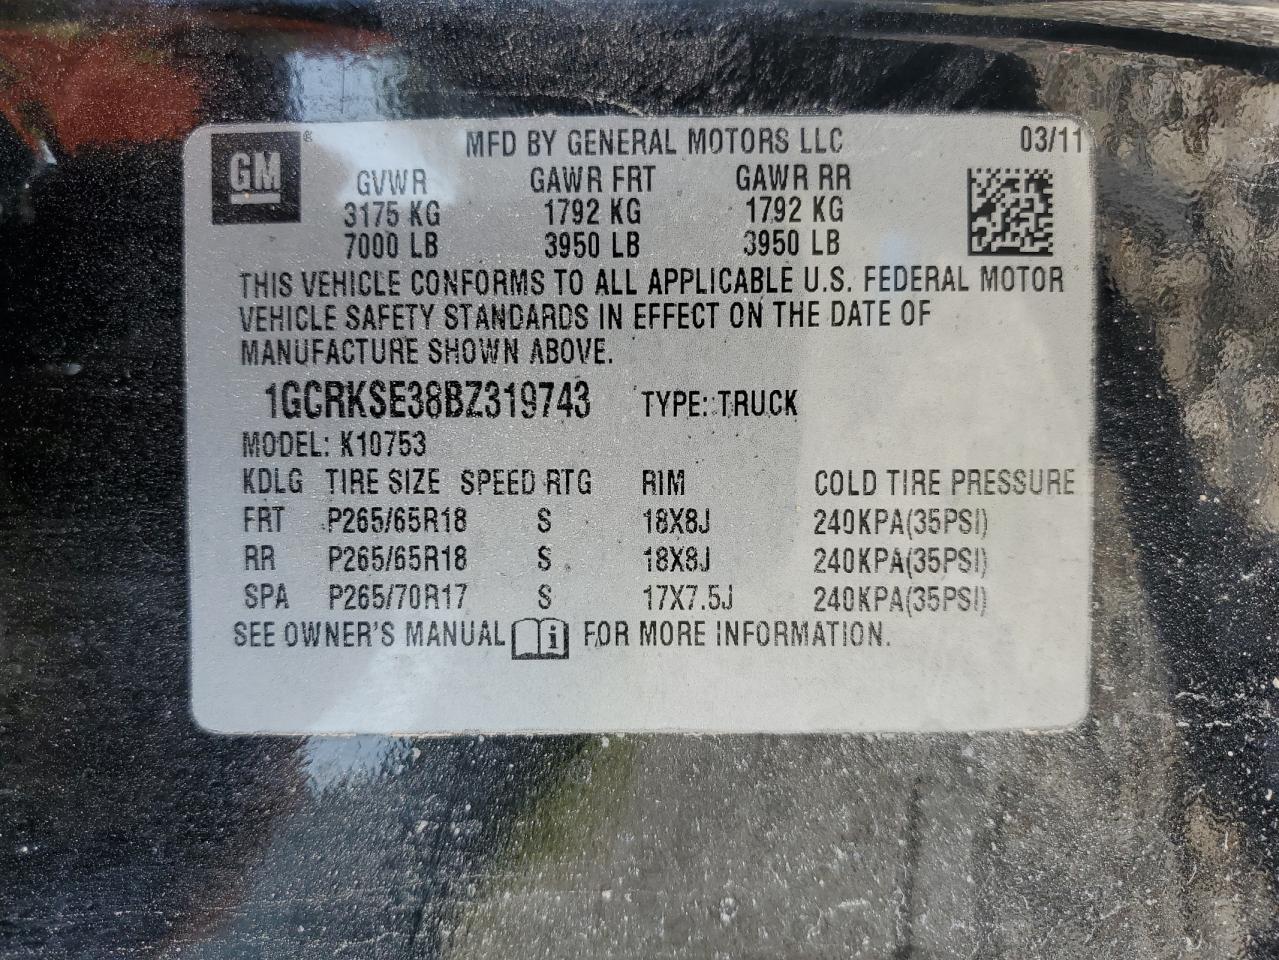 GM® MFD BY GENERAL MOTORS LLC 03/11
GVWR GAWR FRT GAWR RR
3175 KG 1792 KG 1792 KG
7000 LB 3950 LB 3950 LB
THIS VEHICLE CONFORMS TO ALL APPLICABLE U.S. FEDERAL MOTOR
VEHICLE SAFETY STANDARDS IN EFFECT ON THE DATE OF
MANUFACTURE SHOWN ABOVE.
1GCRKSE38BZ319743 TYPE: TRUCK
MODEL: K10753
KDLG TIRE SIZE SPEED RTG RIM COLD TIRE PRESSURE
FRT P265/65R18 S 18X8J 240KPA(35PSI)
RR P265/65R18 S 18X8J 240KPA(35PSI)
SPA P265/70R17 S 17X7.5J 240KPA(35PSI)
SEE OWNER'S MANUAL i FOR MORE INFORMATION.